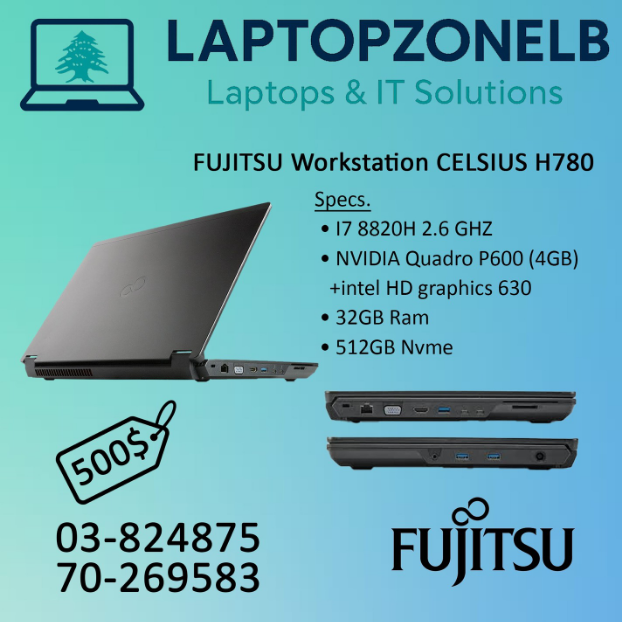 LAPTOPZONELB
Laptops & IT Solutions
FUJITSU Workstation CELSIUS H780
Specs.
• I7 8820H 2.6 GHZ
• NVIDIA Quadro P600 (4GB)
+intel HD graphics 630
• 32GB Ram
• 512GB Nvme
500$
03-824875
70-269583
FUJITSU